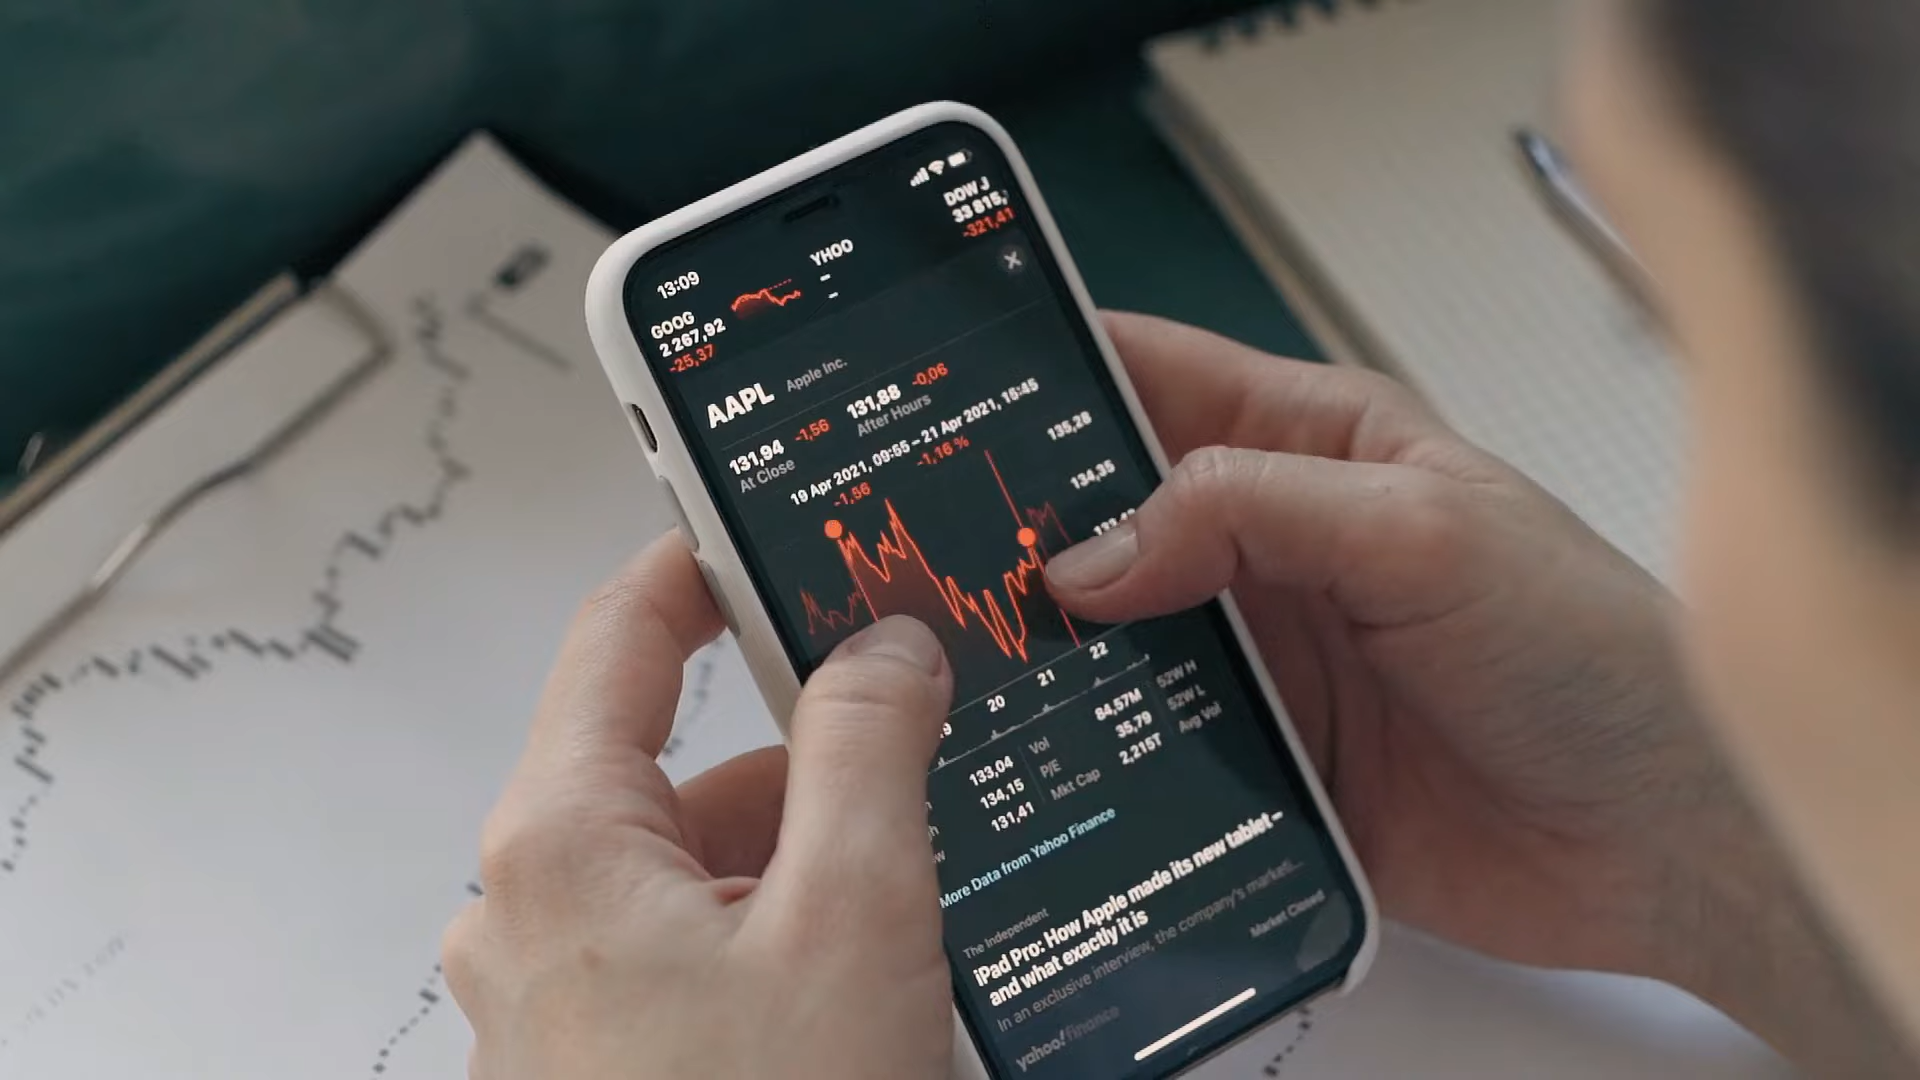 13:09
GOOG
2 267,92
-25,37
YHOO
-
-
DOW J
33 815,
-321,41
AAPL Apple Inc.
131,94 -1,56
At Close
131,88 -0,06
After Hours
19 Apr 2021, 09:55 – 21 Apr 2021, 15:45
-1,56 -1,16 %
135,28
134,35
20 21 22
133,04
134,15
131,41
Vol 84,57M
P/E 35,79
Mkt Cap 2,215T
52W H
52W L
Avg Vol
More Data from Yahoo Finance
The Independent
iPad Pro: How Apple made its new tablet –
and what exactly it is
In an exclusive interview, the company's marketi...
yahoo!finance
Market Closed